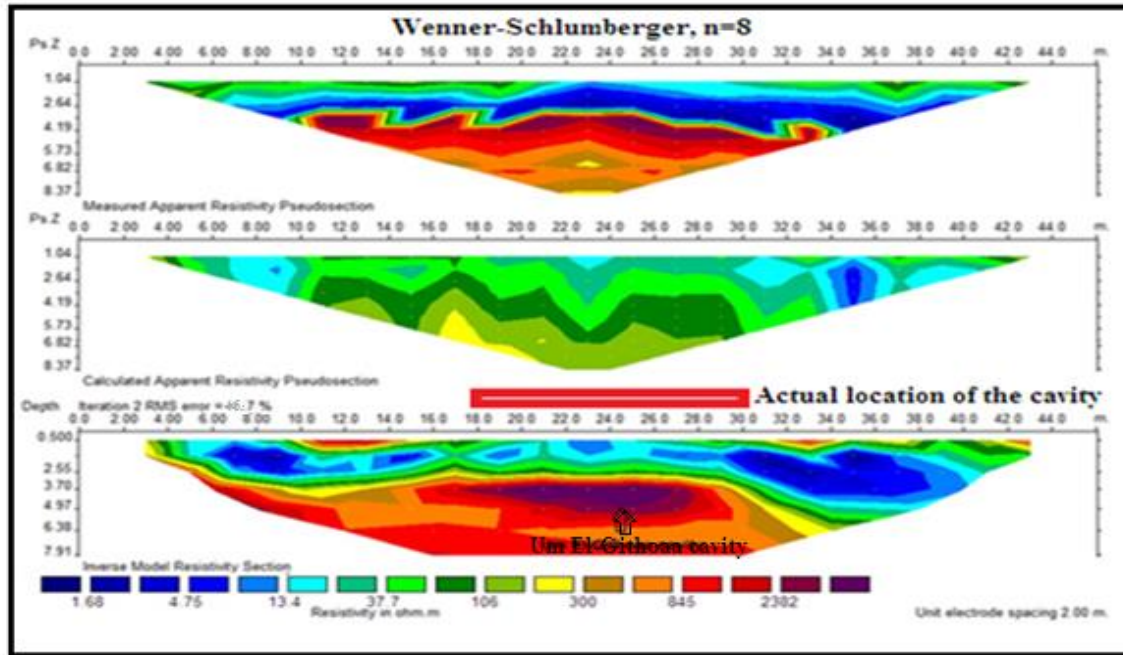 Wenner-Schlumberger, n=8
Ps.Z 0.0 2.00 4.00 6.00 8.00 10.0 12.0 14.0 16.0 18.0 20.0 22.0 24.0 26.0 28.0 30.0 32.0 34.0 36.0 38.0 40.0 42.0 44.0 m.
1.04
2.64
4.19
5.73
6.82
8.37
Measured Apparent Resistivity Pseudosection
Ps.Z 0.0 2.00 4.00 6.00 8.00 10.0 12.0 14.0 16.0 18.0 20.0 22.0 24.0 26.0 28.0 30.0 32.0 34.0 36.0 38.0 40.0 42.0 44.0 m.
1.04
2.64
4.19
5.73
6.82
8.37
Calculated Apparent Resistivity Pseudosection
Actual location of the cavity
Depth Iteration 2 RMS error = %
0.0 2.00 4.00 6.00 8.00 10.0 12.0 14.0 16.0 18.0 20.0 22.0 24.0 26.0 28.0 30.0 32.0 34.0 36.0 38.0 40.0 42.0 44.0 m.
0.500
2.55
3.70
4.97
6.38
7.91
Um El-Githoan cavity
Inverse Model Resistivity Section
1.68 4.75 13.4 37.7 106 300 845 2382
Resistivity in ohm.m
Unit electrode spacing 2.00 m.